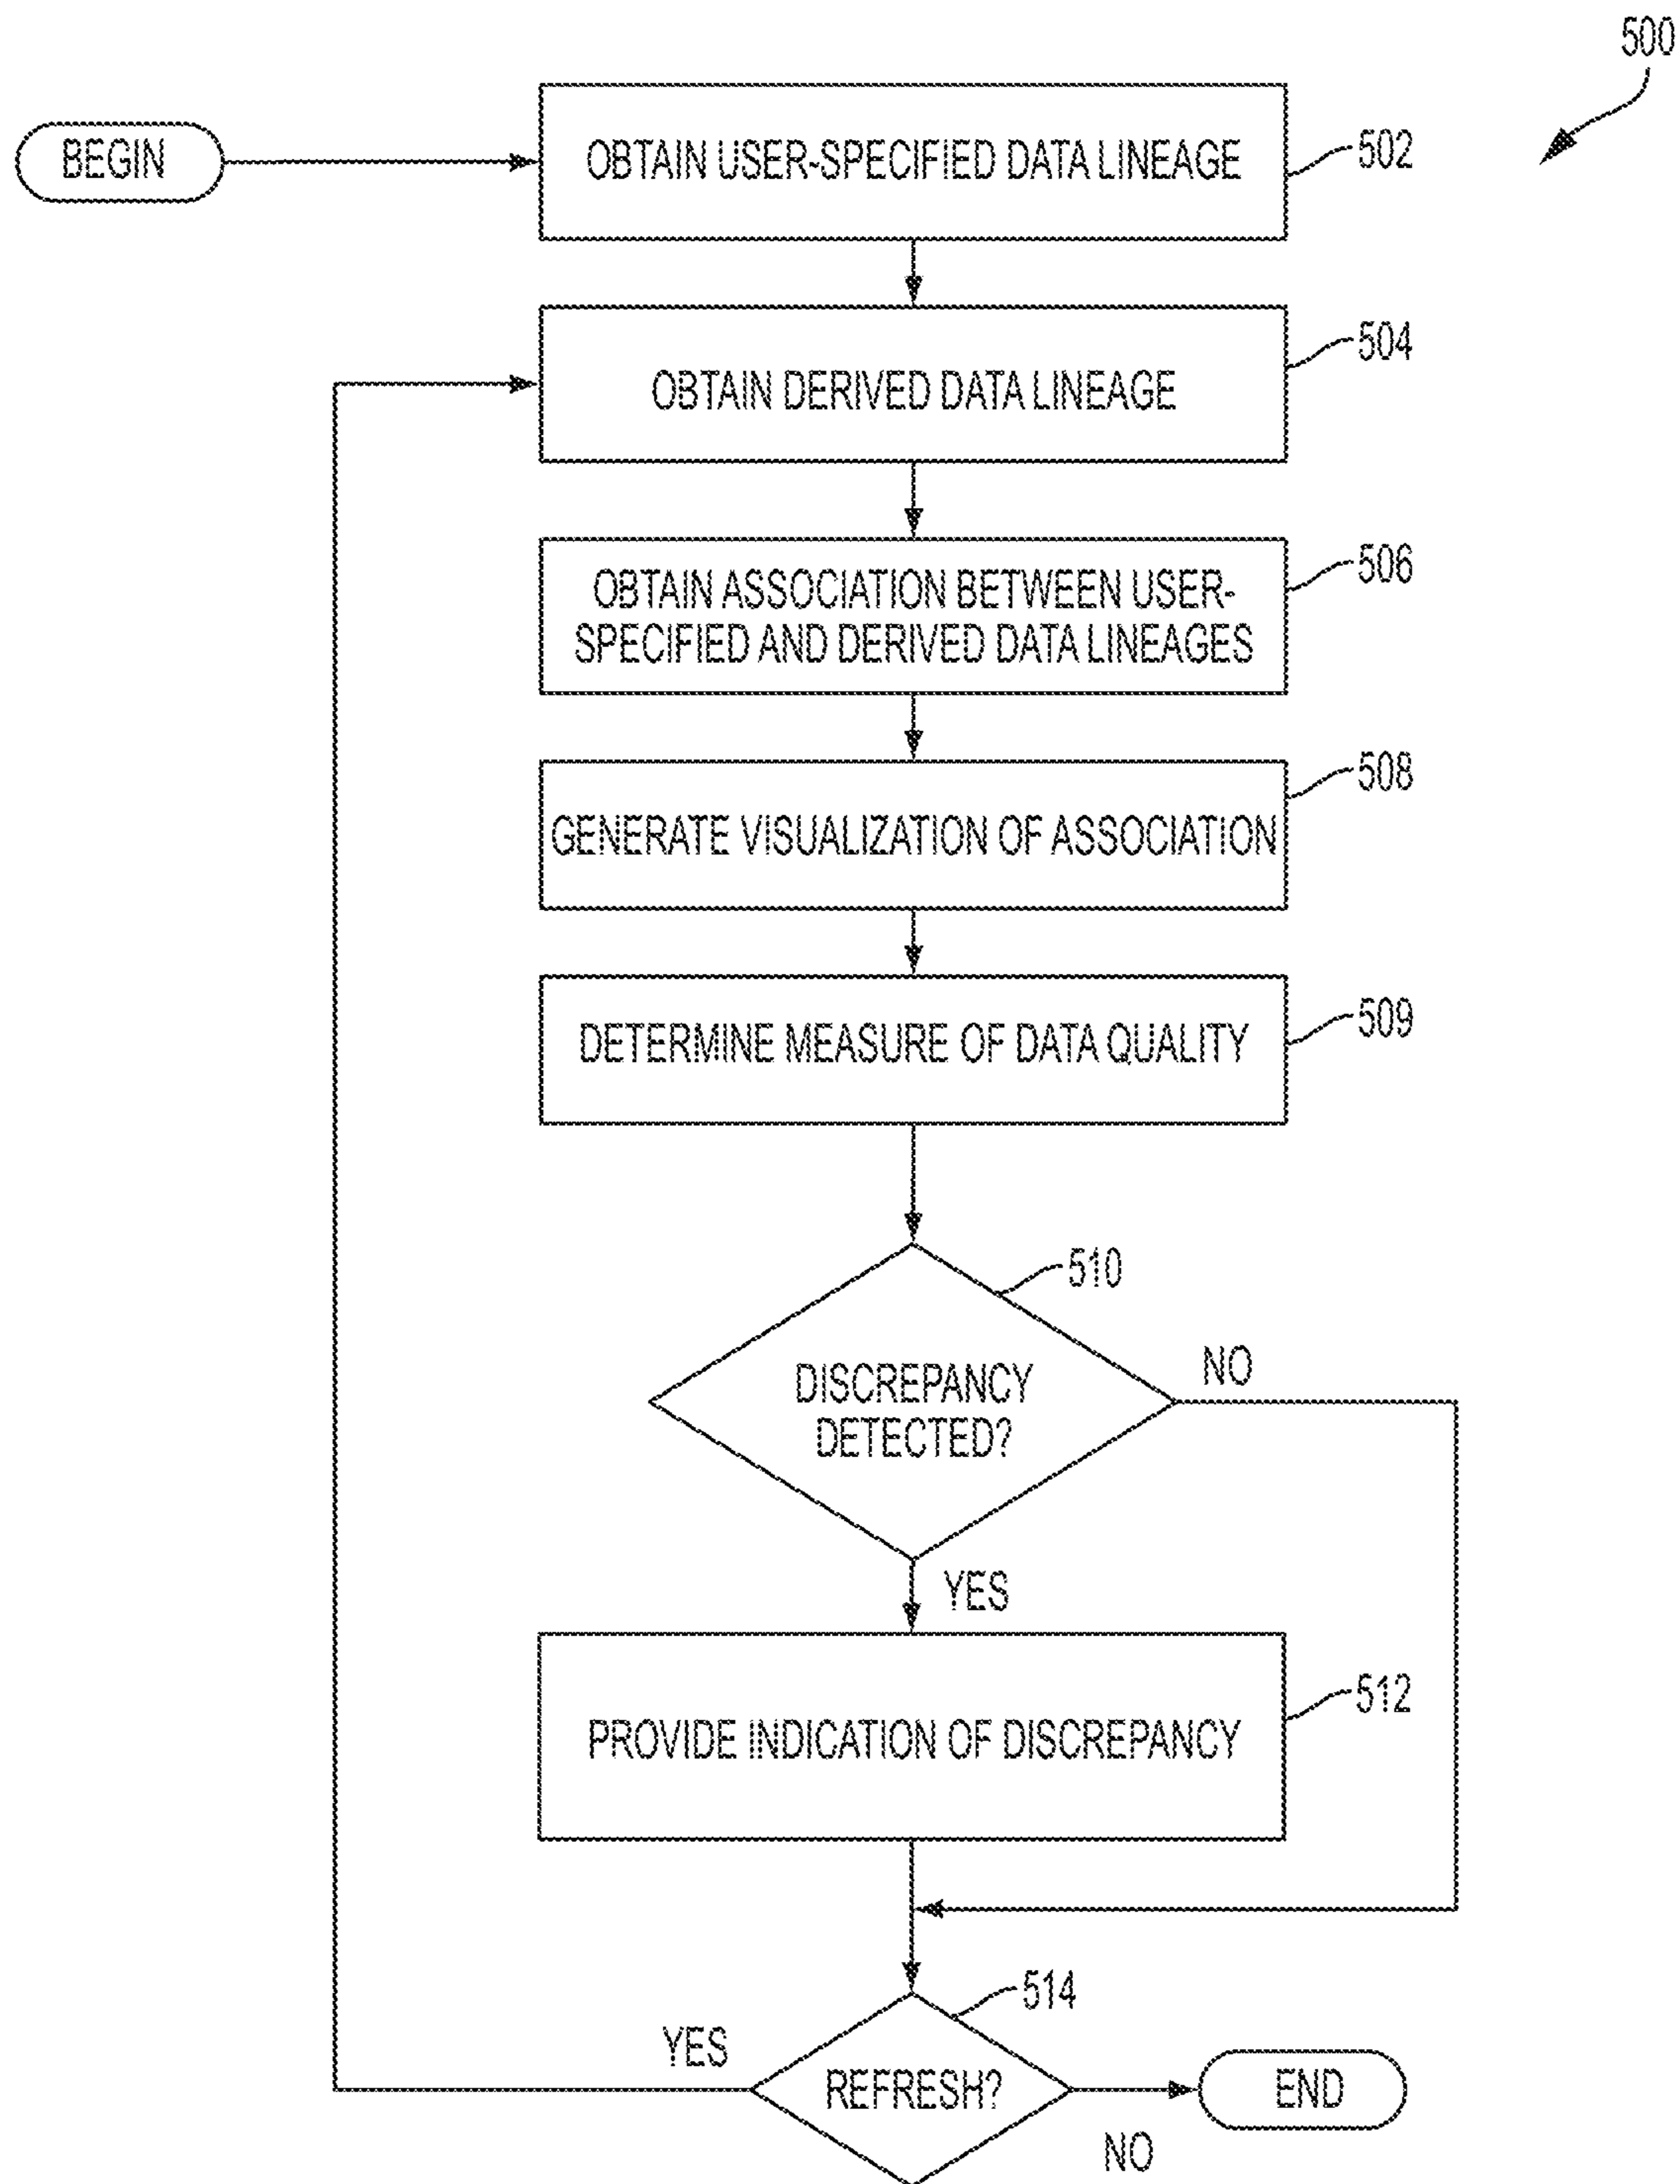 500
BEGIN
OBTAIN USER-SPECIFIED DATA LINEAGE
502
504
OBTAIN DERIVED DATA LINEAGE
506
OBTAIN ASSOCIATION BETWEEN USER-
SPECIFIED AND DERIVED DATA LINEAGES
508
GENERATE VISUALIZATION OF ASSOCIATION
509
DETERMINE MEASURE OF DATA QUALITY
510
NO
DISCREPANCY
DETECTED?
YES
512
PROVIDE INDICATION OF DISCREPANCY
514
YES
REFRESH?
END
NO